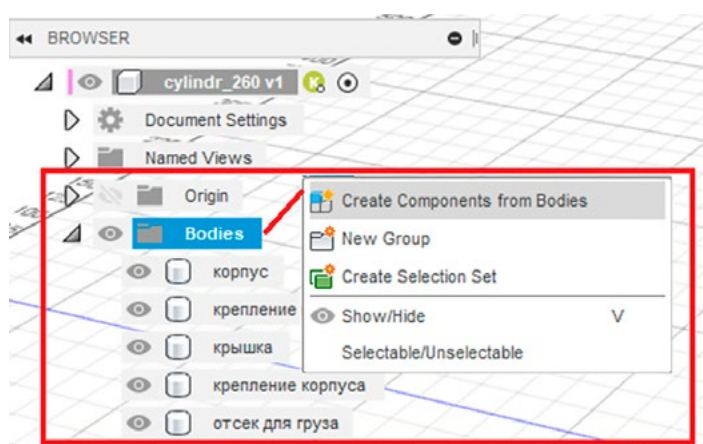 BROWSER
cylindr_260 v1
Document Settings
Named Views
Origin
Bodies
корпус
крепление
крышка
крепление корпуса
отсек для груза
Create Components from Bodies
New Group
Create Selection Set
Show/Hide V
Selectable/Unselectable